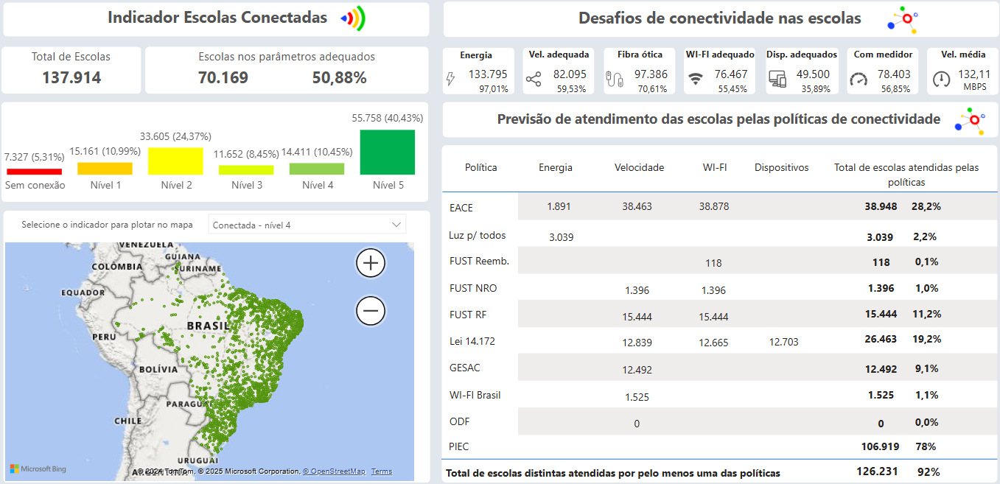 Indicador Escolas Conectadas
Total de Escolas
137.914
Escolas nos parâmetros adequados
70.169 50,88%
55.758 (40,43%)
33.605 (24,37%)
7.327 (5,31%) 15.161 (10,99%) 11.652 (8,45%) 14.411 (10,45%)
Sem conexão Nível 1 Nível 2 Nível 3 Nível 4 Nível 5
Selecione o indicador para plotar no mapa Conectada - nível 4
VENEZUELA
GUIANA
COLÔMBIA
SURINAME
EQUADOR
BRASIL
PERU
BOLÍVIA
PARAGUAI
CHILE
URUGUAI
ARGENTINA
Microsoft Bing
© 2024 TomTom, © 2025 Microsoft Corporation, © OpenStreetMap Terms
Desafios de conectividade nas escolas
Energia
133.795
97,01%
Vel. adequada
82.095
59,53%
Fibra ótica
97.386
70,61%
WI-FI adequado
76.467
55,45%
Disp. adequados
49.500
35,89%
Com medidor
78.403
56,85%
Vel. média
132,11
MBPS
Previsão de atendimento das escolas pelas políticas de conectividade
Política Energia Velocidade WI-FI Dispositivos Total de escolas atendidas pelas
políticas
EACE 1.891 38.463 38.878 38.948 28,2%
Luz p/ todos 3.039 3.039 2,2%
FUST Reemb. 118 118 0,1%
FUST NRO 1.396 1.396 1.396 1,0%
FUST RF 15.444 15.444 15.444 11,2%
Lei 14.172 12.839 12.665 12.703 26.463 19,2%
GESAC 12.492 12.492 9,1%
WI-FI Brasil 1.525 1.525 1,1%
ODF 0 0 0,0%
PIEC 106.919 78%
Total de escolas distintas atendidas por pelo menos uma das políticas 126.231 92%